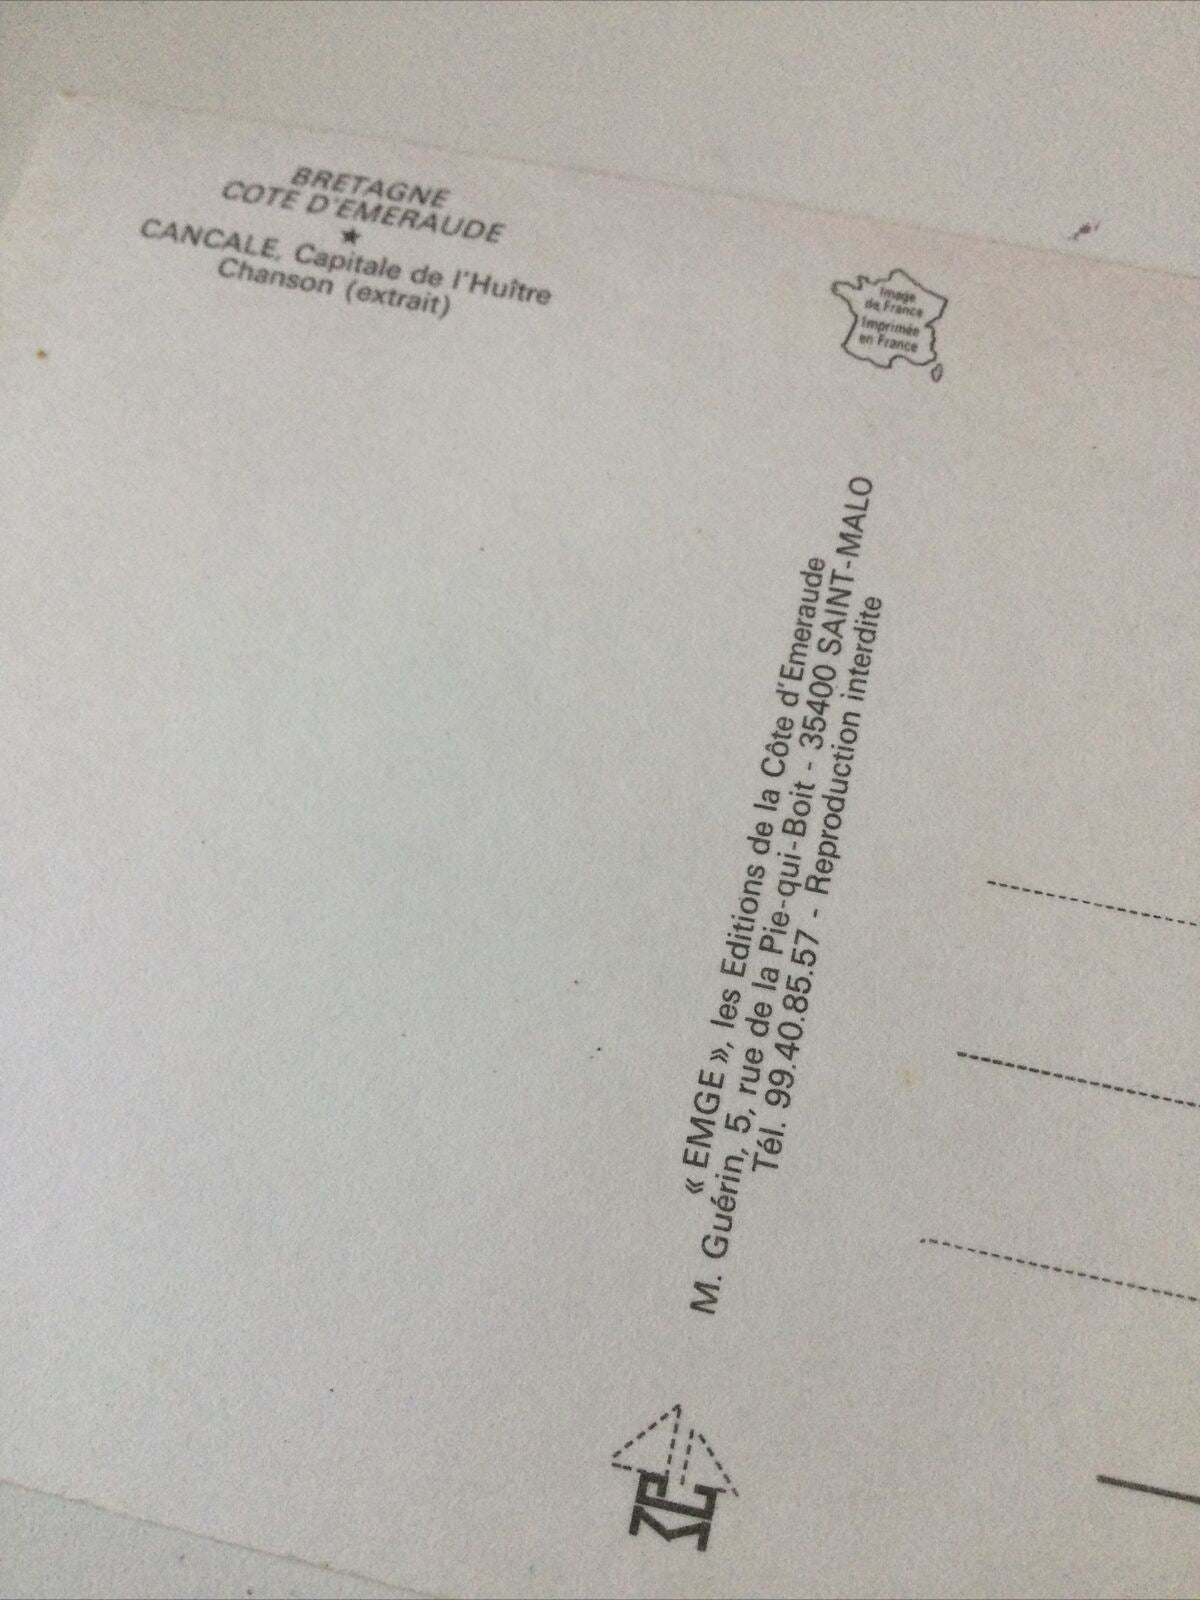 BRETAGNE
COTE D'EMERAUDE
★
CANCALE, Capitale de l'Huître
Chanson (extrait)
Image
de France
Imprimée
en France
« EMGE », les Editions de la Côte d'Emeraude
M. Guérin, 5, rue de la Pie-qui-Boit - 35400 SAINT-MALO
Tél. 99.40.85.57 - Reproduction interdite